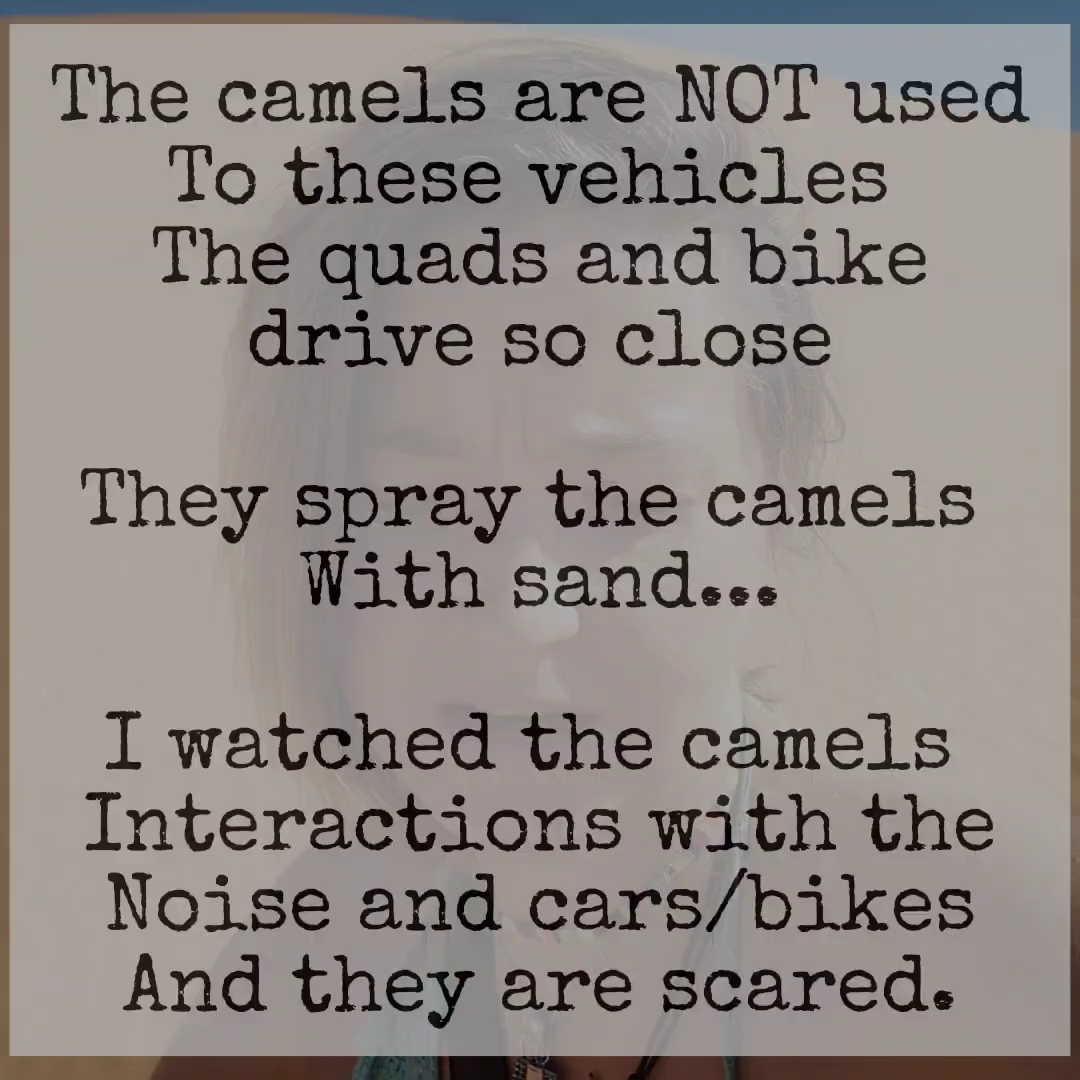 The camels are NOT used
To these vehicles
The quads and bike
drive so close
They spray the camels
With sand...
I watched the camels
Interactions with the
Noise and cars/bikes
And they are scared.